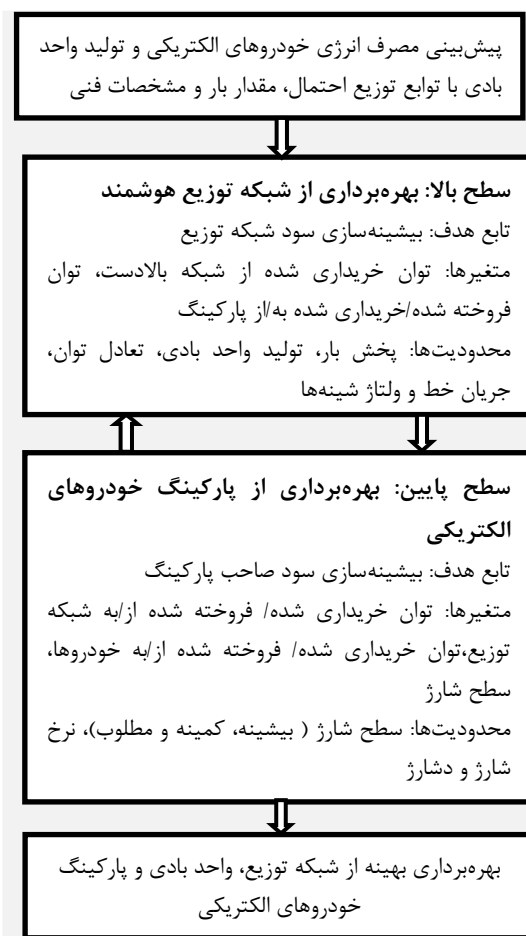 پیش‌بینی مصرف انرژی خودروهای الکتریکی و تولید واحد
بادی با توابع توزیع احتمال، مقدار بار و مشخصات فنی
سطح بالا: بهره‌برداری از شبکه توزیع هوشمند
تابع هدف: بیشینه‌سازی سود شبکه توزیع
متغیرها: توان خریداری شده از شبکه بالادست، توان
فروخته شده/خریداری شده به/از پارکینگ
محدودیت‌ها: پخش بار، تولید واحد بادی، تعادل توان،
جریان خط و ولتاژ شینه‌ها
سطح پایین: بهره‌برداری از پارکینگ خودروهای
الکتریکی
تابع هدف: بیشینه‌سازی سود صاحب پارکینگ
متغیرها: توان خریداری شده/ فروخته شده از/به شبکه
توزیع،توان خریداری شده/ فروخته شده از/به خودروها،
سطح شارژ
محدودیت‌ها: سطح شارژ ( بیشینه، کمینه و مطلوب)، نرخ
شارژ و دشارژ
بهره‌برداری بهینه از شبکه توزیع، واحد بادی و پارکینگ
خودروهای الکتریکی